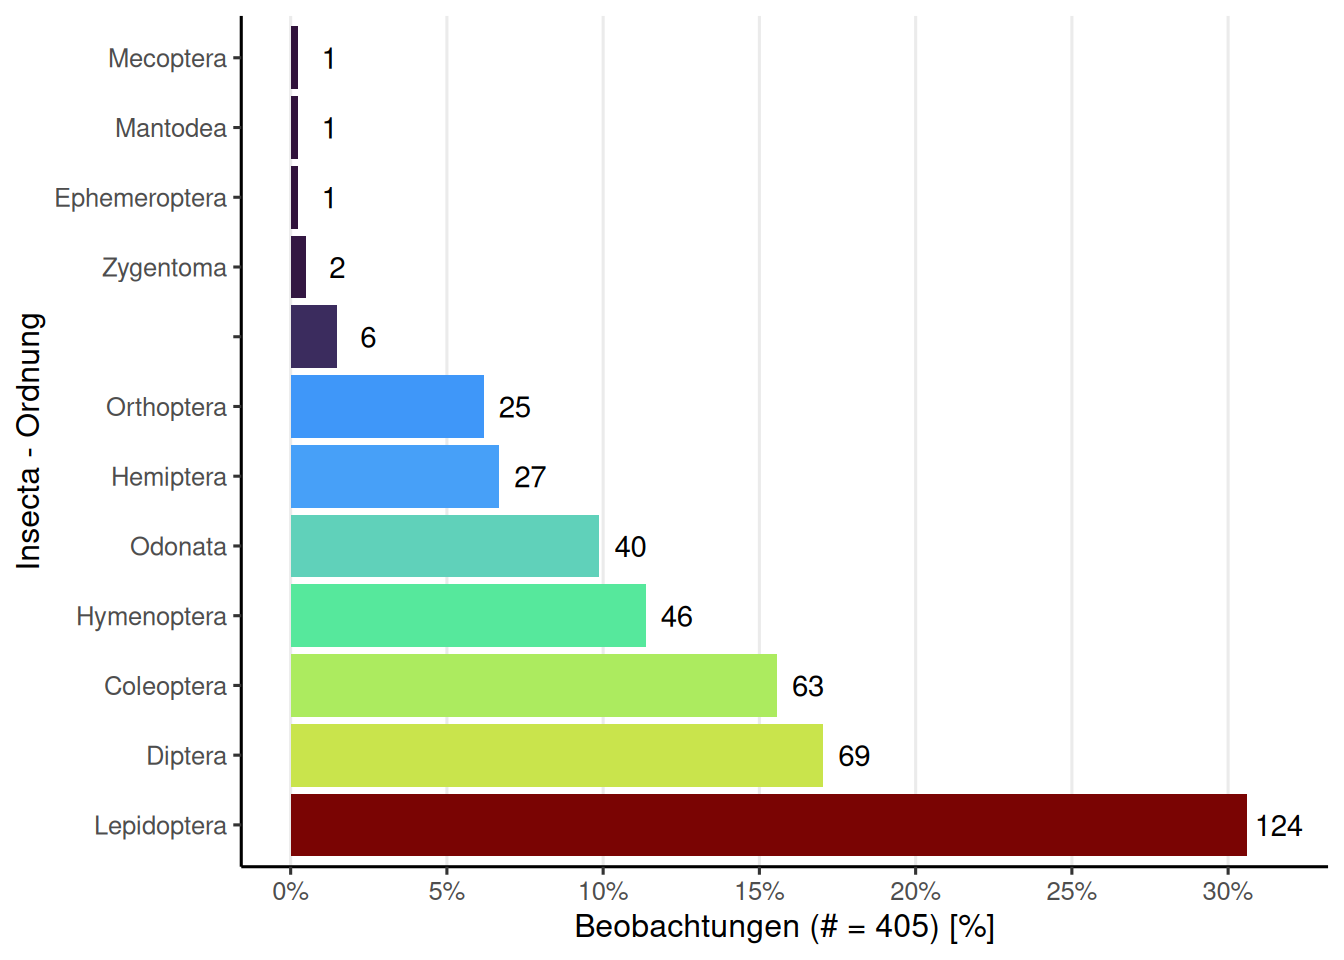 Insecta - Ordnung
Mecoptera 1
Mantodea 1
Ephemeroptera 1
Zygentoma 2
6
Orthoptera 25
Hemiptera 27
Odonata 40
Hymenoptera 46
Coleoptera 63
Diptera 69
Lepidoptera 124
0% 5% 10% 15% 20% 25% 30%
Beobachtungen (# = 405) [%]